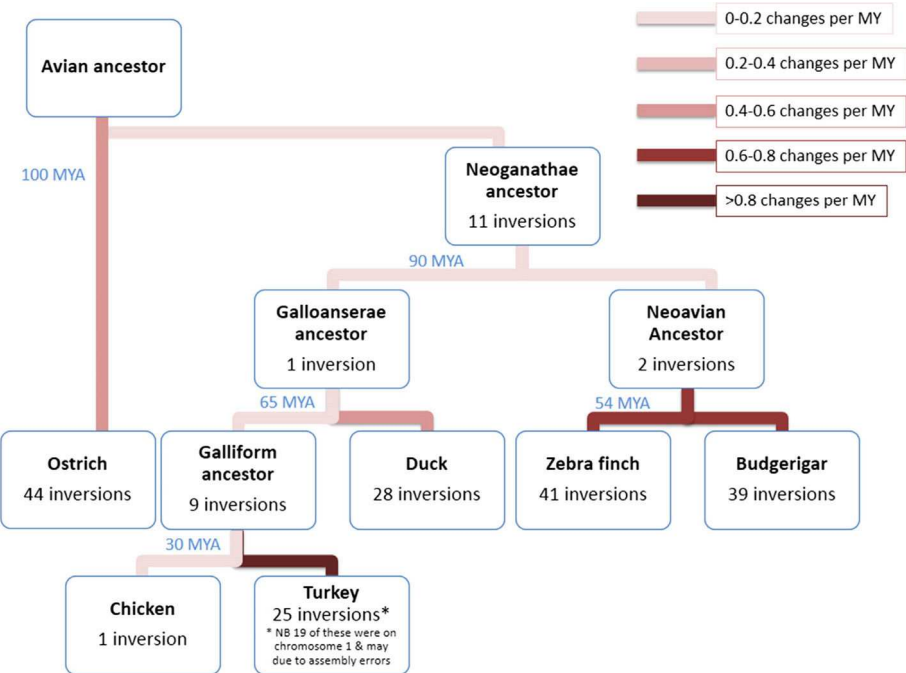 Avian ancestor
0-0.2 changes per MY
0.2-0.4 changes per MY
0.4-0.6 changes per MY
0.6-0.8 changes per MY
>0.8 changes per MY
100 MYA
Neoganathae
ancestor
11 inversions
90 MYA
Galloanserae
ancestor
1 inversion
Neoavian
Ancestor
2 inversions
65 MYA
54 MYA
Ostrich
44 inversions
Galliform
ancestor
9 inversions
Duck
28 inversions
Zebra finch
41 inversions
Budgerigar
39 inversions
30 MYA
Chicken
1 inversion
Turkey
25 inversions*
* NB 19 of these were on
chromosome 1 & may
due to assembly errors